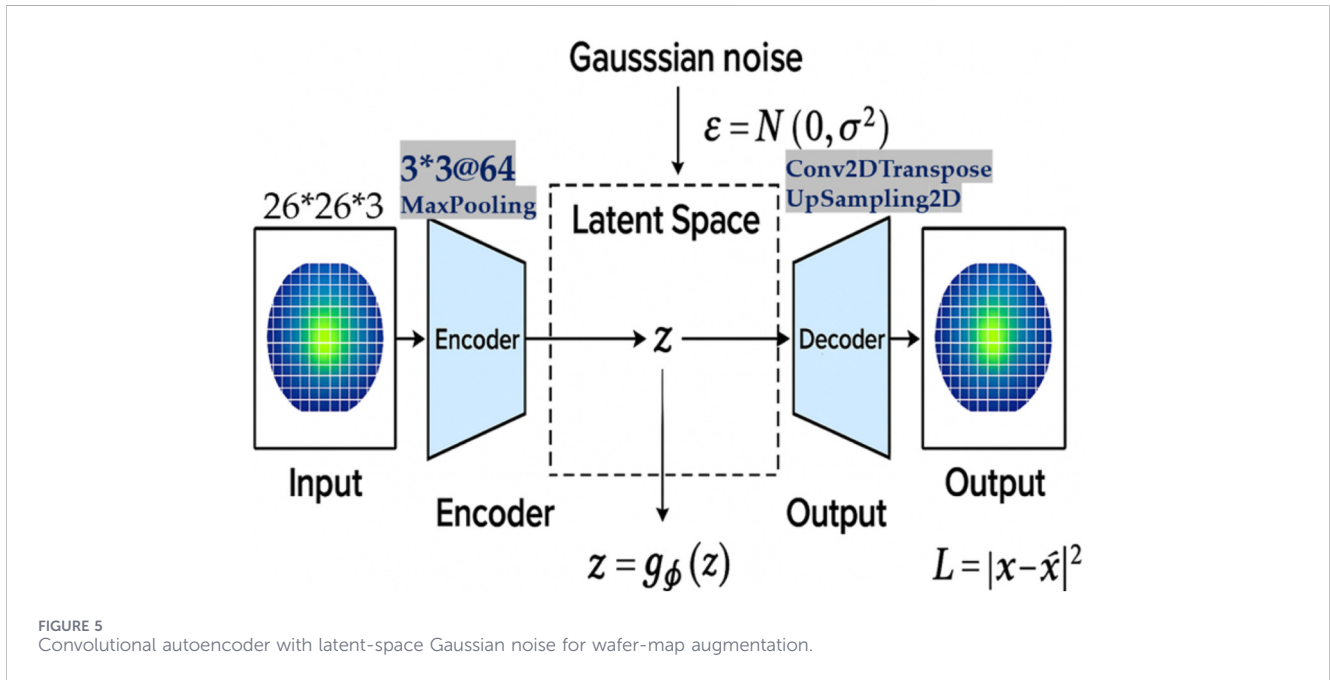 Gausssian noise
ε = N (0, σ²)
3*3@64
MaxPooling
Conv2DTranspose
UpSampling2D
26*26*3
Latent Space
Encoder
z
Decoder
Input
Encoder
Output
Output
z = gϕ (z)
L = |x − x́|²
FIGURE 5
Convolutional autoencoder with latent-space Gaussian noise for wafer-map augmentation.